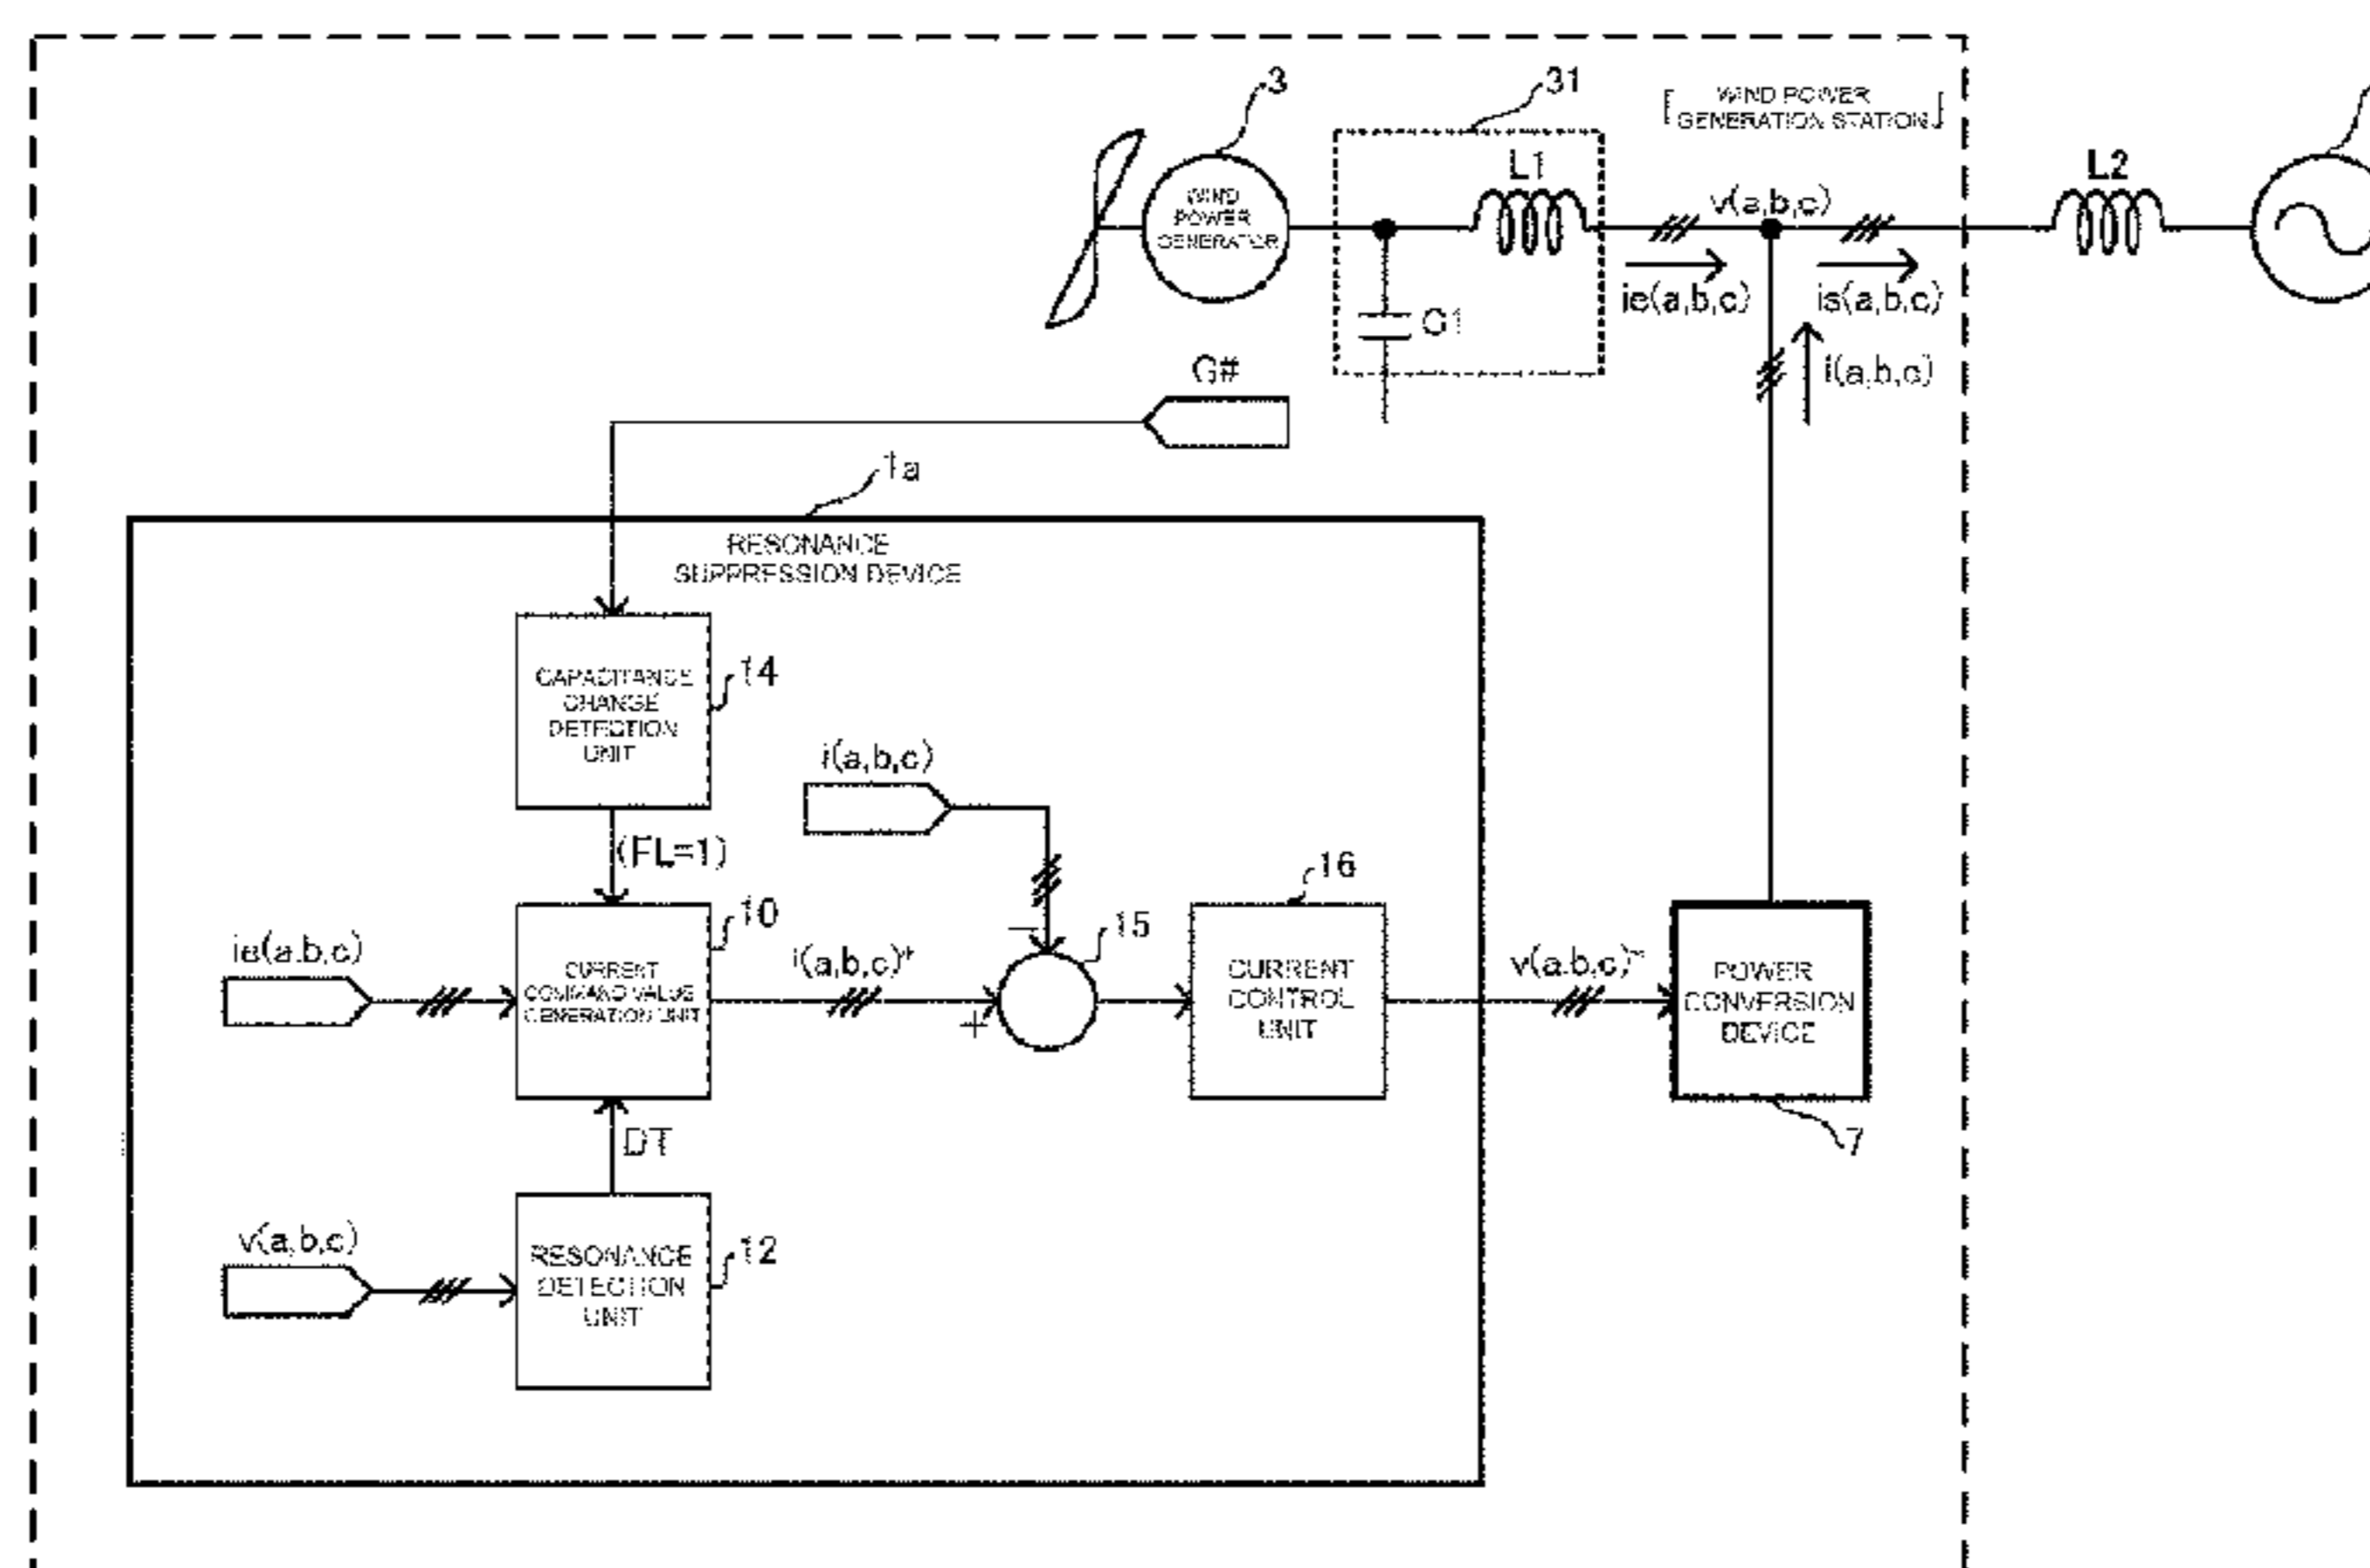 3
31
[ WIND POWER
GENERATION STATION ]
L1
L2
WIND
POWER
GENERATOR
v(a,b,c)
ie(a,b,c)
is(a,b,c)
C1
i(a,b,c)
G#
1a
RESONANCE
SUPPRESSION DEVICE
CAPACITANCE
CHANGE
DETECTION
UNIT
14
i(a,b,c)
(FL=1)
16
10
15
ie(a,b,c)
CURRENT
COMMAND VALUE
GENERATION UNIT
i(a,b,c)*
−
+
CURRENT
CONTROL
UNIT
v(a,b,c)*
POWER
CONVERSION
DEVICE
DT
7
v(a,b,c)
RESONANCE
DETECTION
UNIT
12